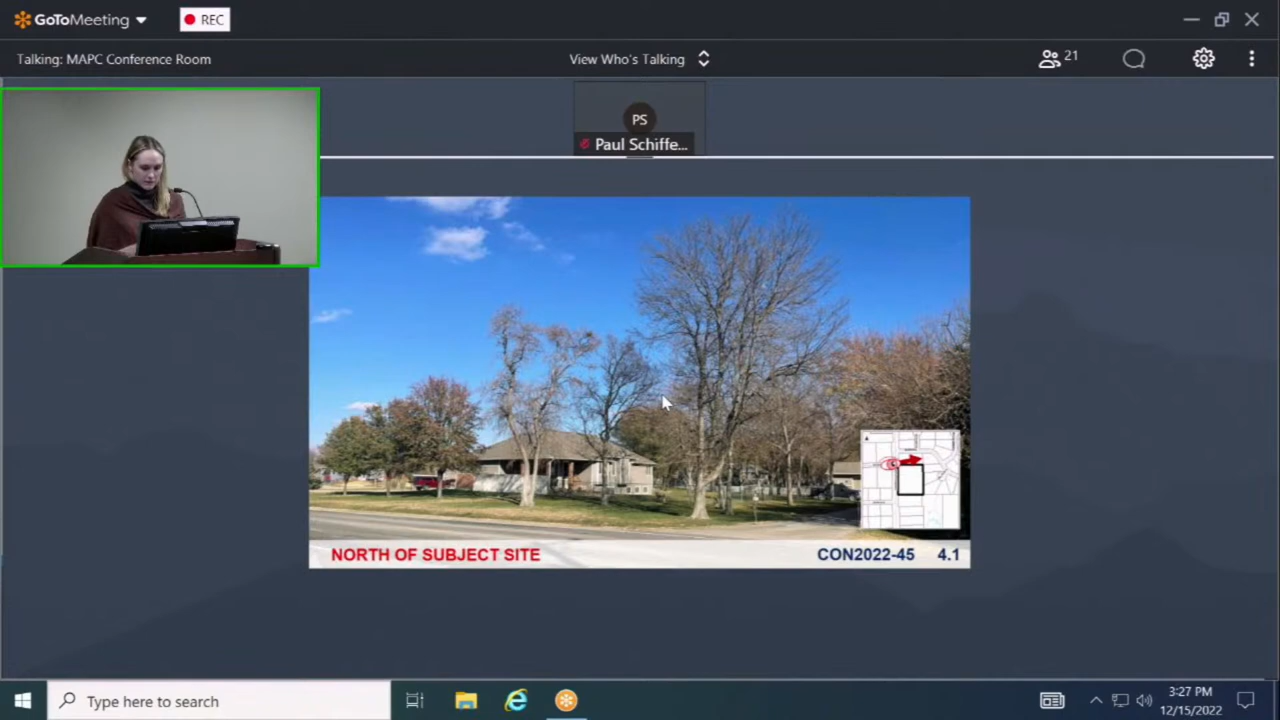 GoToMeeting
REC
Talking: MAPC Conference Room
View Who's Talking
21
PS
Paul Schiffe...
NORTH OF SUBJECT SITE
CON2022-45 4.1
Type here to search
3:27 PM
12/15/2022